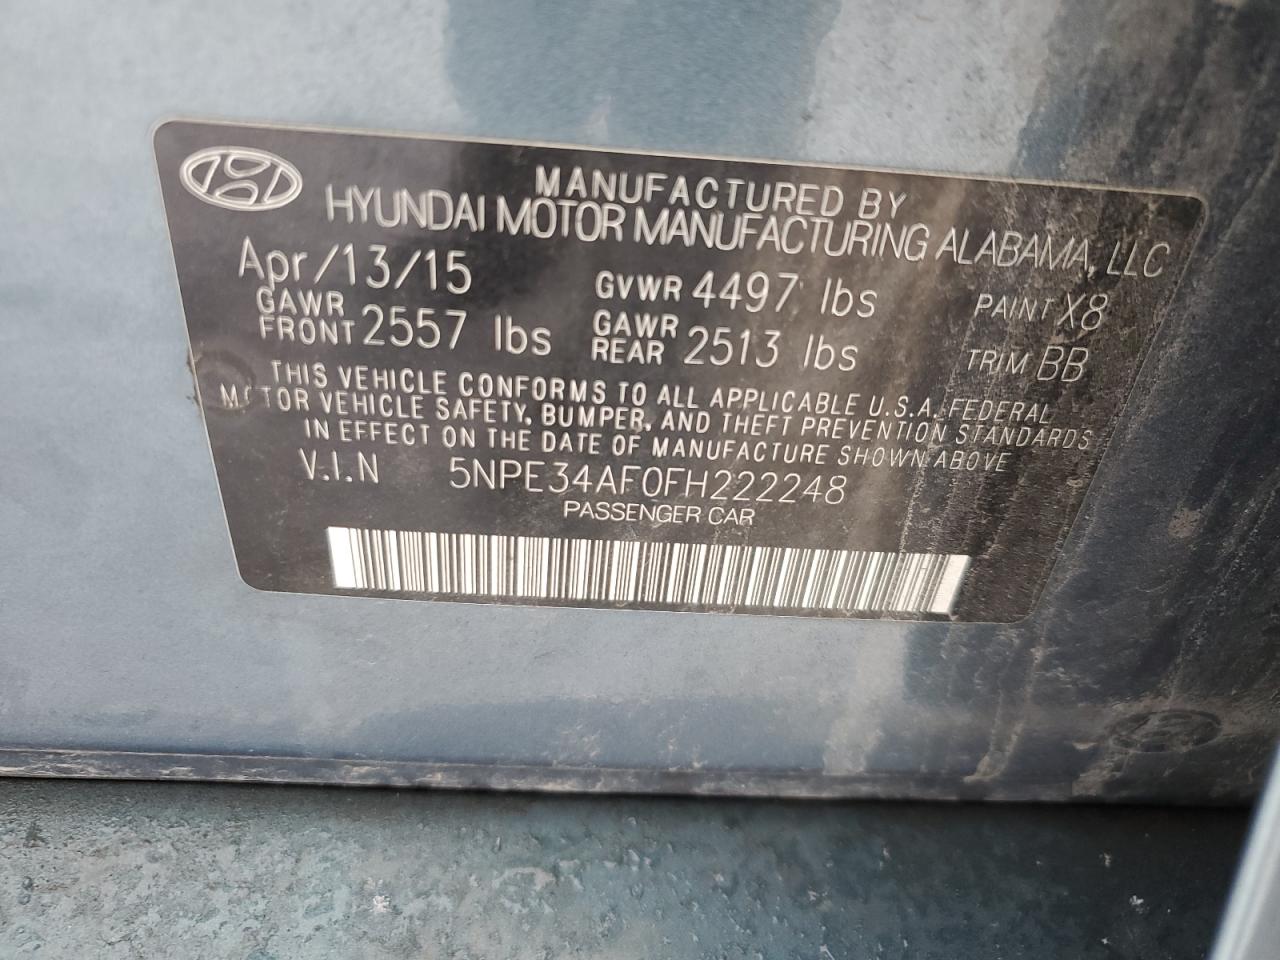 MANUFACTURED BY
HYUNDAI MOTOR MANUFACTURING ALABAMA, LLC
Apr/13/15 GVWR 4497 lbs PAINT X8
GAWR FRONT 2557 lbs GAWR REAR 2513 lbs TRIM BB
THIS VEHICLE CONFORMS TO ALL APPLICABLE U.S.A. FEDERAL
MOTOR VEHICLE SAFETY, BUMPER, AND THEFT PREVENTION STANDARDS
IN EFFECT ON THE DATE OF MANUFACTURE SHOWN ABOVE
V.I.N 5NPE34AF0FH222248
PASSENGER CAR